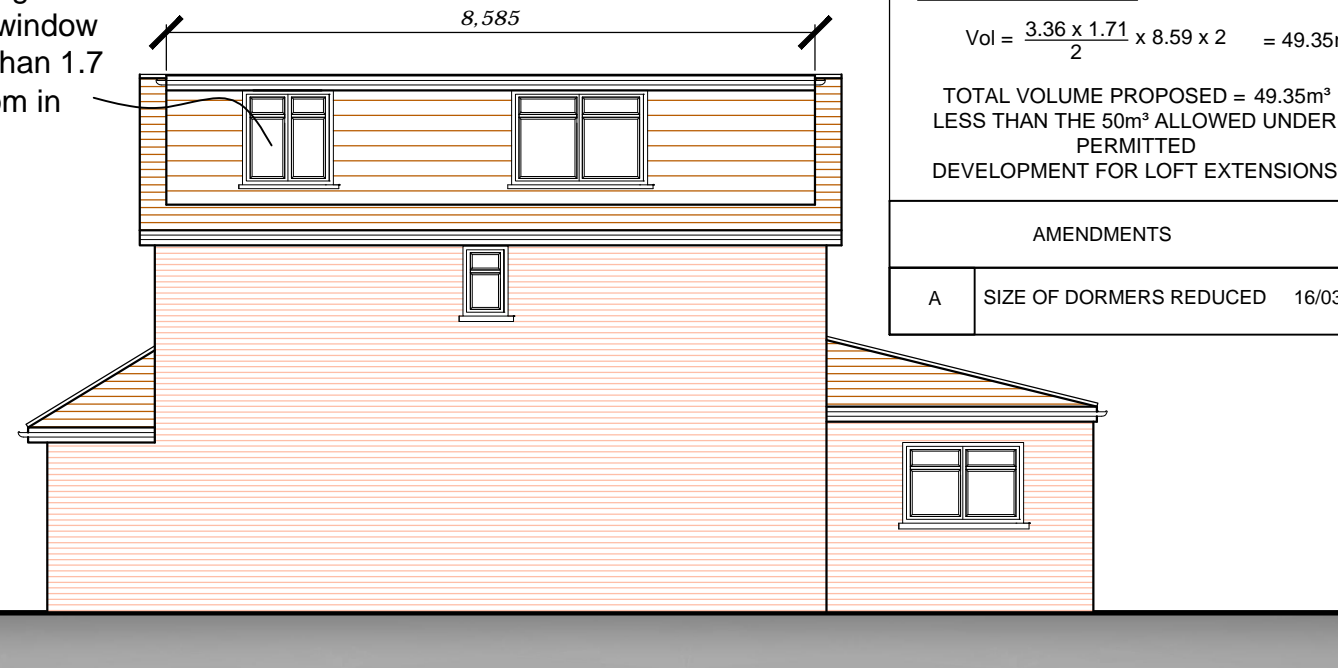 window
han 1.7
m in
8,585
Vol = 3.36 x 1.71 / 2 x 8.59 x 2 = 49.35m
TOTAL VOLUME PROPOSED = 49.35m³
LESS THAN THE 50m³ ALLOWED UNDER
PERMITTED
DEVELOPMENT FOR LOFT EXTENSIONS
AMENDMENTS
A SIZE OF DORMERS REDUCED 16/03